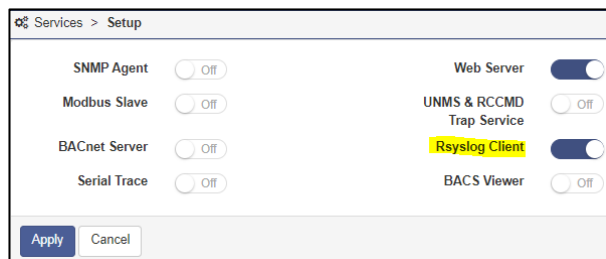 Services > Setup
SNMP Agent Off Web Server
Modbus Slave Off UNMS & RCCMD Off
Trap Service
BACnet Server Off Rsyslog Client
Serial Trace Off BACS Viewer Off
Apply Cancel